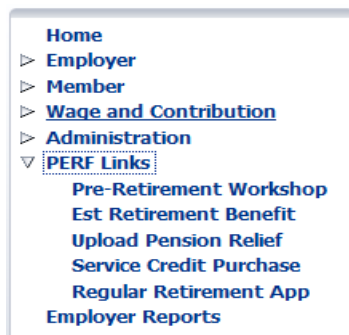 Home
Employer
Member
Wage and Contribution
Administration
PERF Links
Pre-Retirement Workshop
Est Retirement Benefit
Upload Pension Relief
Service Credit Purchase
Regular Retirement App
Employer Reports